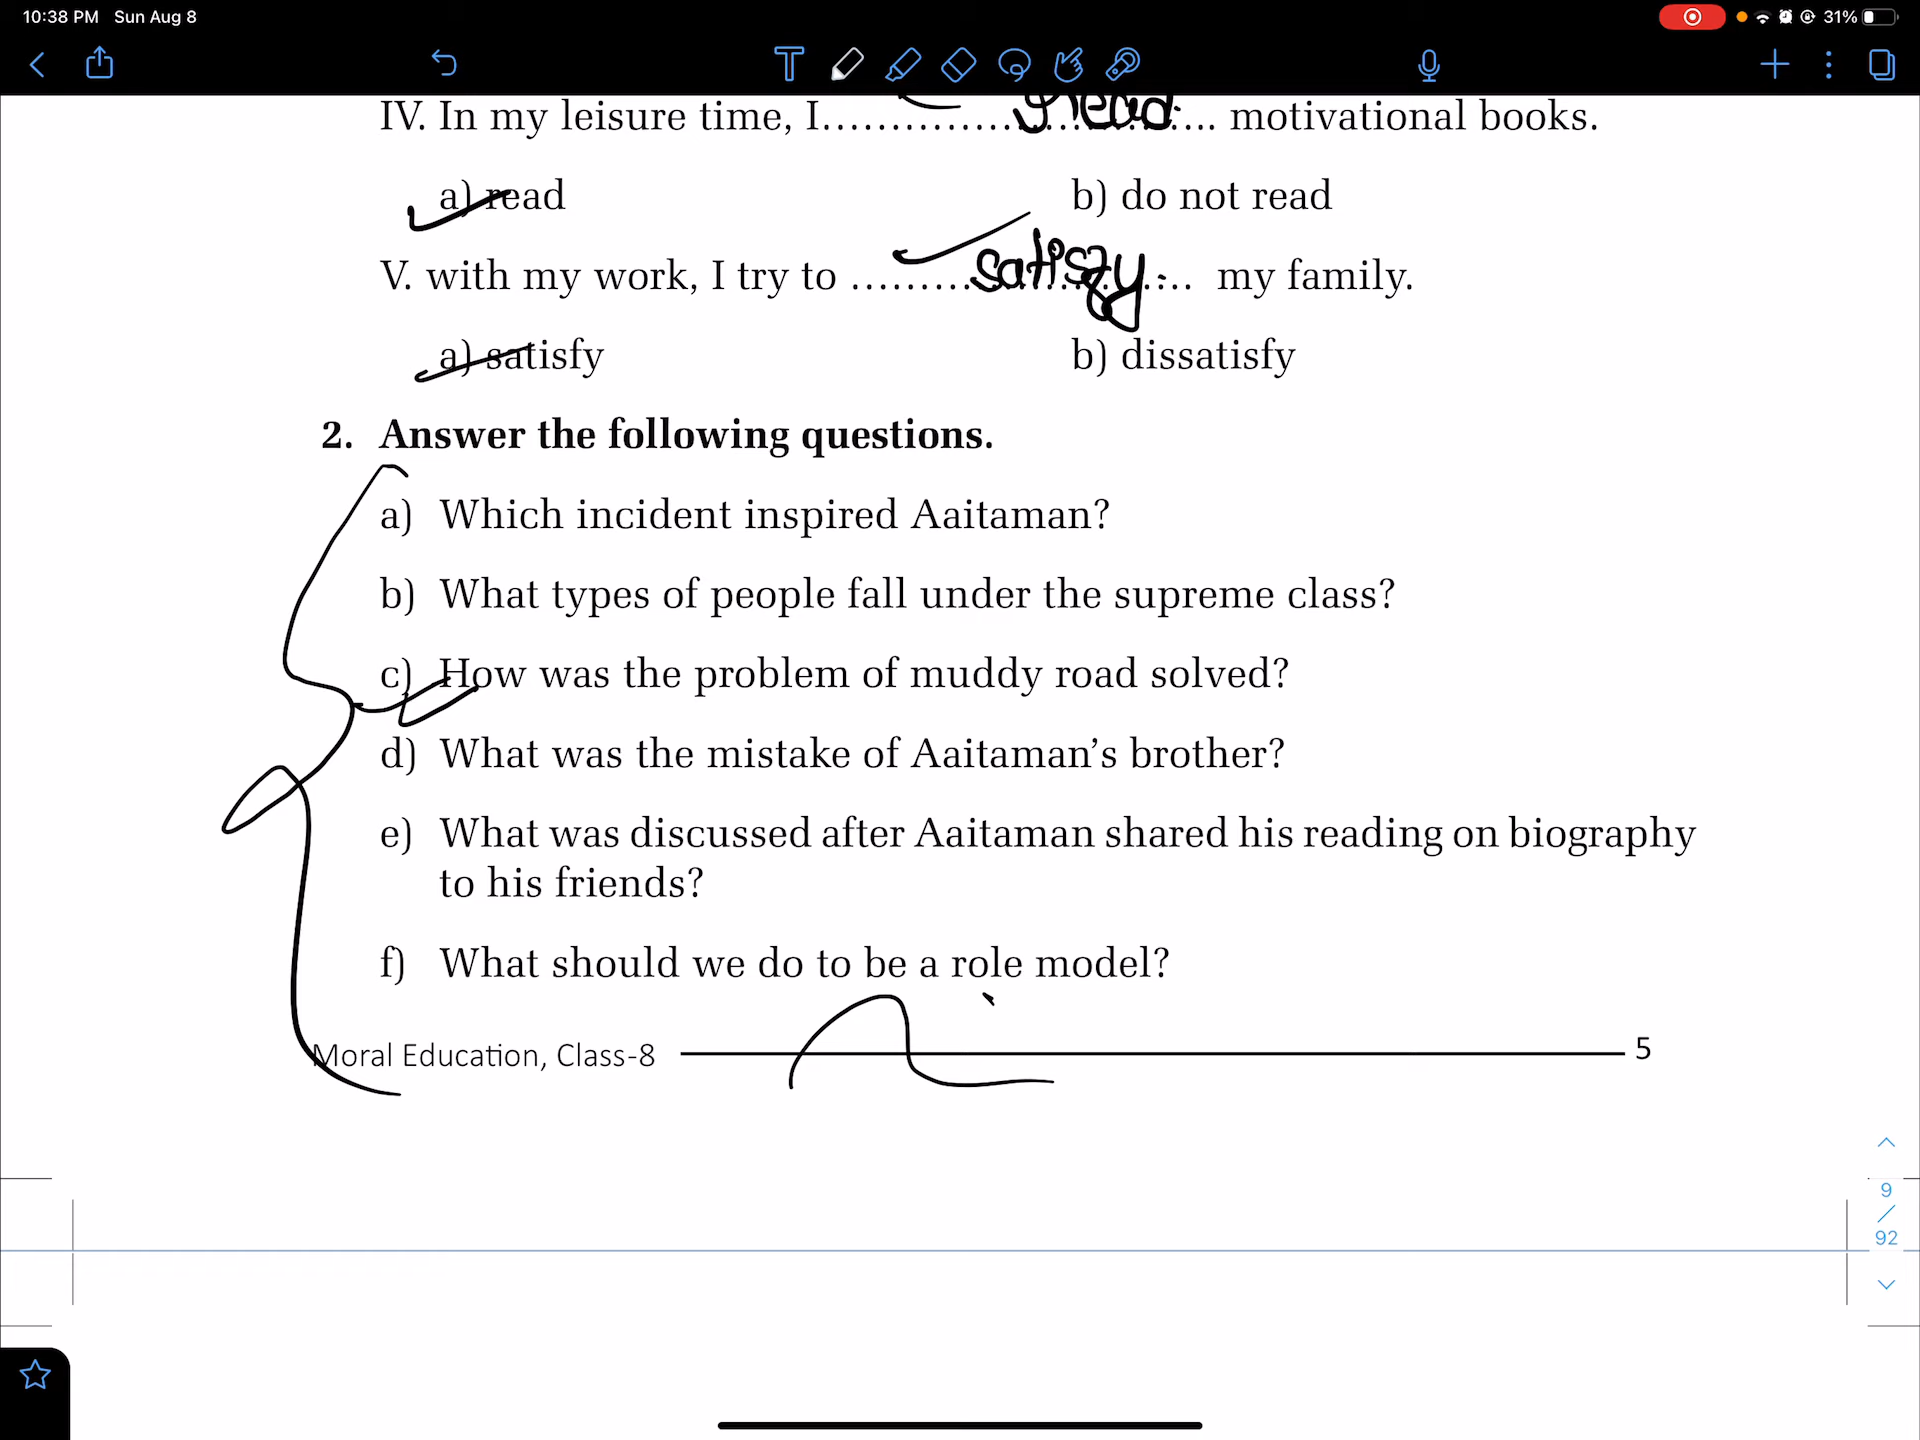 10:38 PM Sun Aug 8
31%
IV. In my leisure time, I.............read............. motivational books.
a) read b) do not read
V. with my work, I try to ..........satisfy.......... my family.
a) satisfy b) dissatisfy
2. Answer the following questions.
a) Which incident inspired Aaitaman?
b) What types of people fall under the supreme class?
c) How was the problem of muddy road solved?
d) What was the mistake of Aaitaman’s brother?
e) What was discussed after Aaitaman shared his reading on biography
to his friends?
f) What should we do to be a role model?
Moral Education, Class-8 5
9
/
92